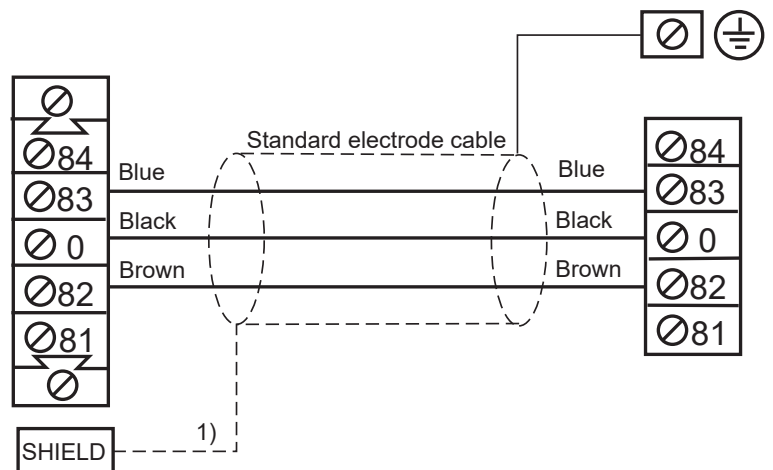 Standard electrode cable
84
83
0
82
81
Blue
Black
Brown
Blue
Black
Brown
84
83
0
82
81
1)
SHIELD